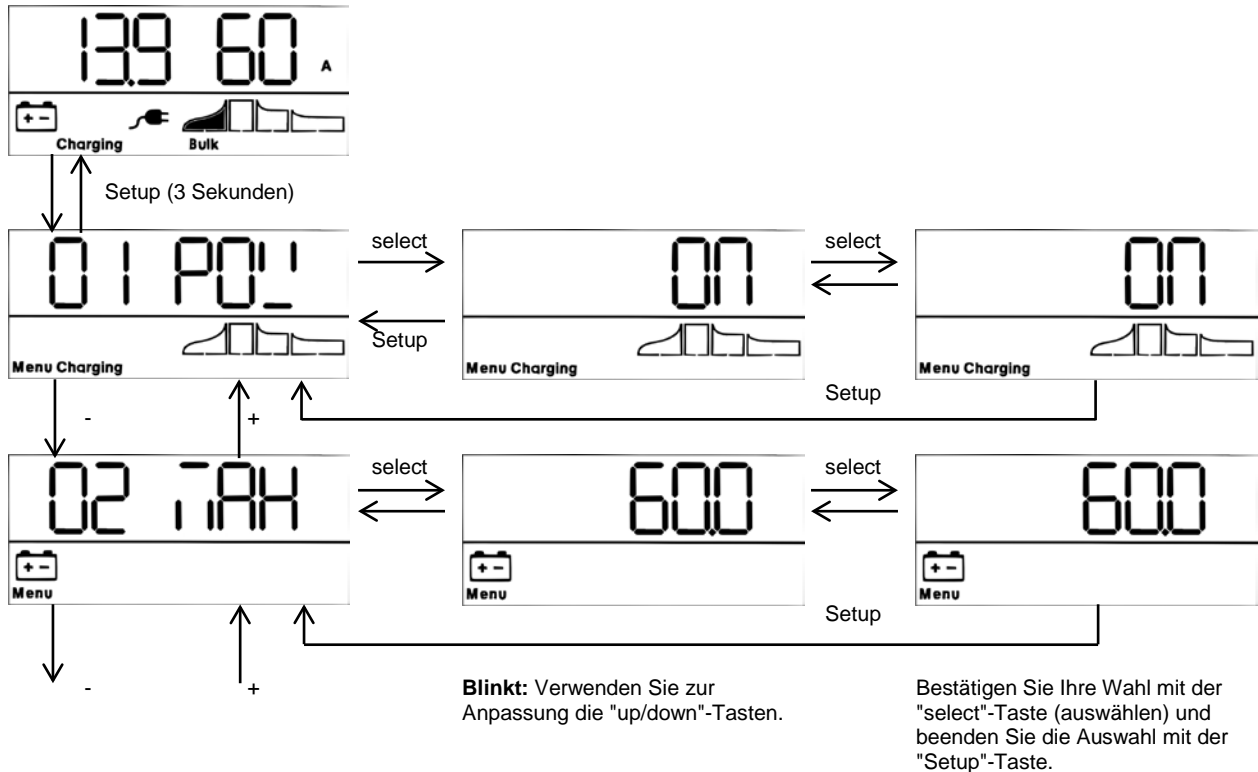 13.9 60 A
+ -
Charging Bulk
Setup (3 Sekunden)
01 POW
select
ON
select
ON
Setup
Menu Charging
Menu Charging
Menu Charging
Setup
- +
02 MAH
select
60.0
select
60.0
+ -
+ -
+ -
Menu
Menu
Menu
Setup
- +
Blinkt: Verwenden Sie zur
Anpassung die "up/down"-Tasten.
Bestätigen Sie Ihre Wahl mit der
"select"-Taste (auswählen) und
beenden Sie die Auswahl mit der
"Setup"-Taste.